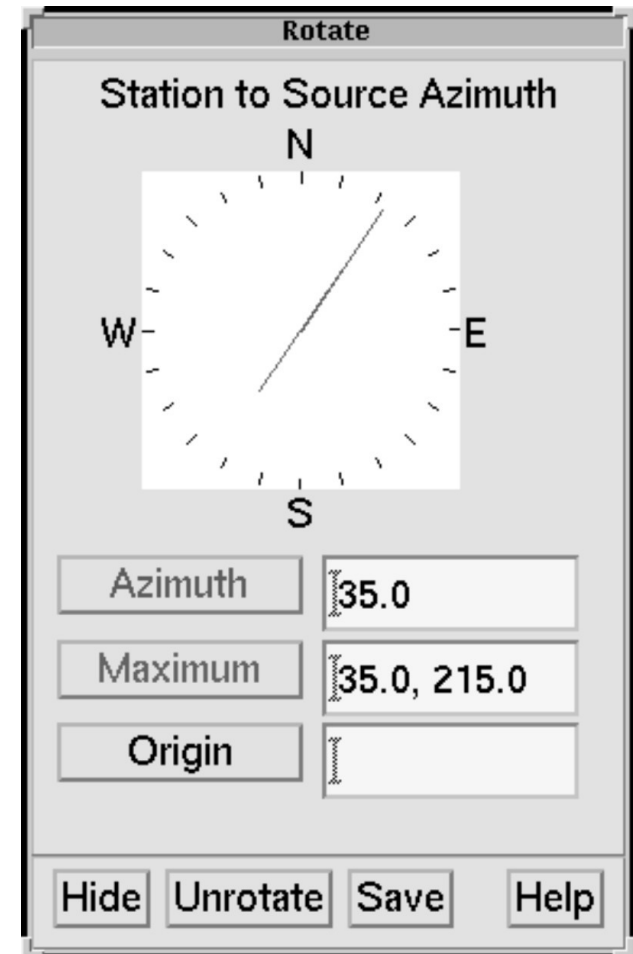 Rotate
Station to Source Azimuth
N
W
E
S
Azimuth 35.0
Maximum 35.0, 215.0
Origin
Hide Unrotate Save Help